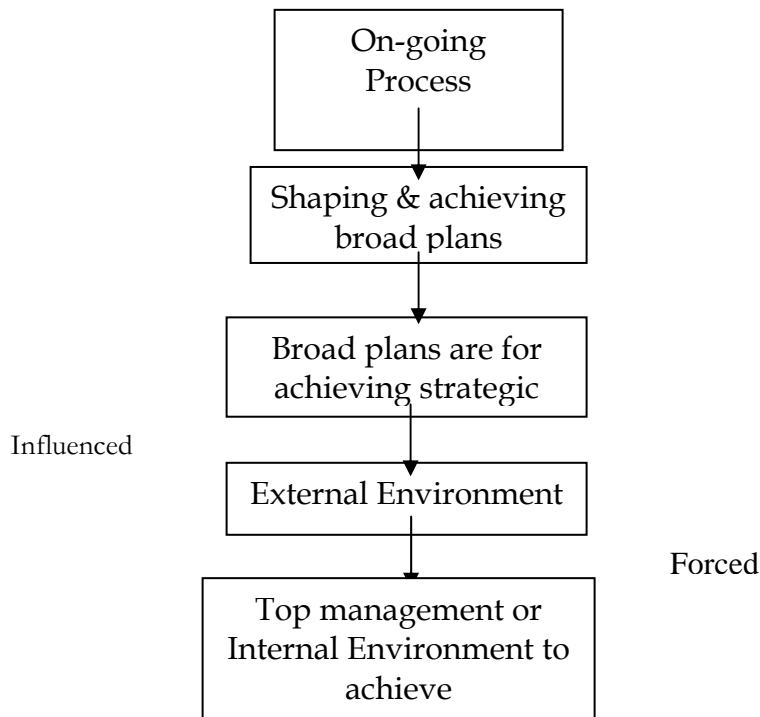 On-going
Process
Shaping & achieving
broad plans
Broad plans are for
achieving strategic
Influenced
External Environment
Forced
Top management or
Internal Environment to
achieve